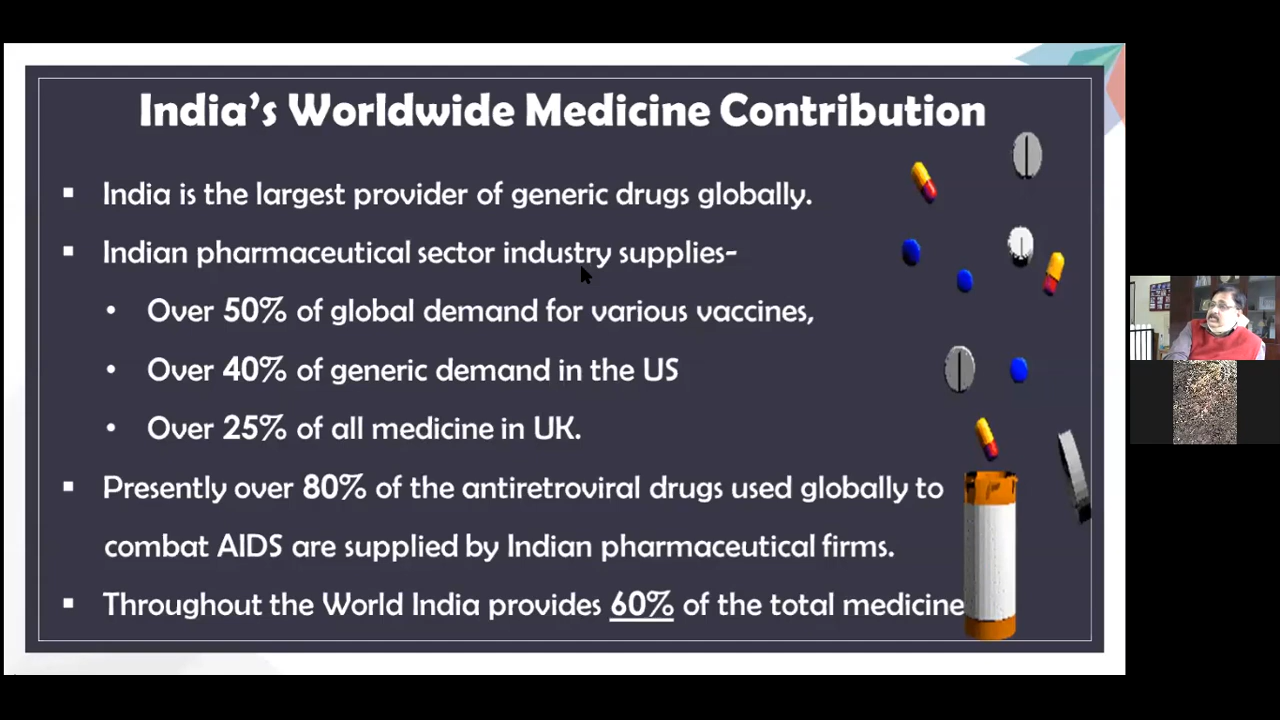 India's Worldwide Medicine Contribution
▪ India is the largest provider of generic drugs globally.
▪ Indian pharmaceutical sector industry supplies-
• Over 50% of global demand for various vaccines,
• Over 40% of generic demand in the US
• Over 25% of all medicine in UK.
▪ Presently over 80% of the antiretroviral drugs used globally to
combat AIDS are supplied by Indian pharmaceutical firms.
▪ Throughout the World India provides 60% of the total medicine